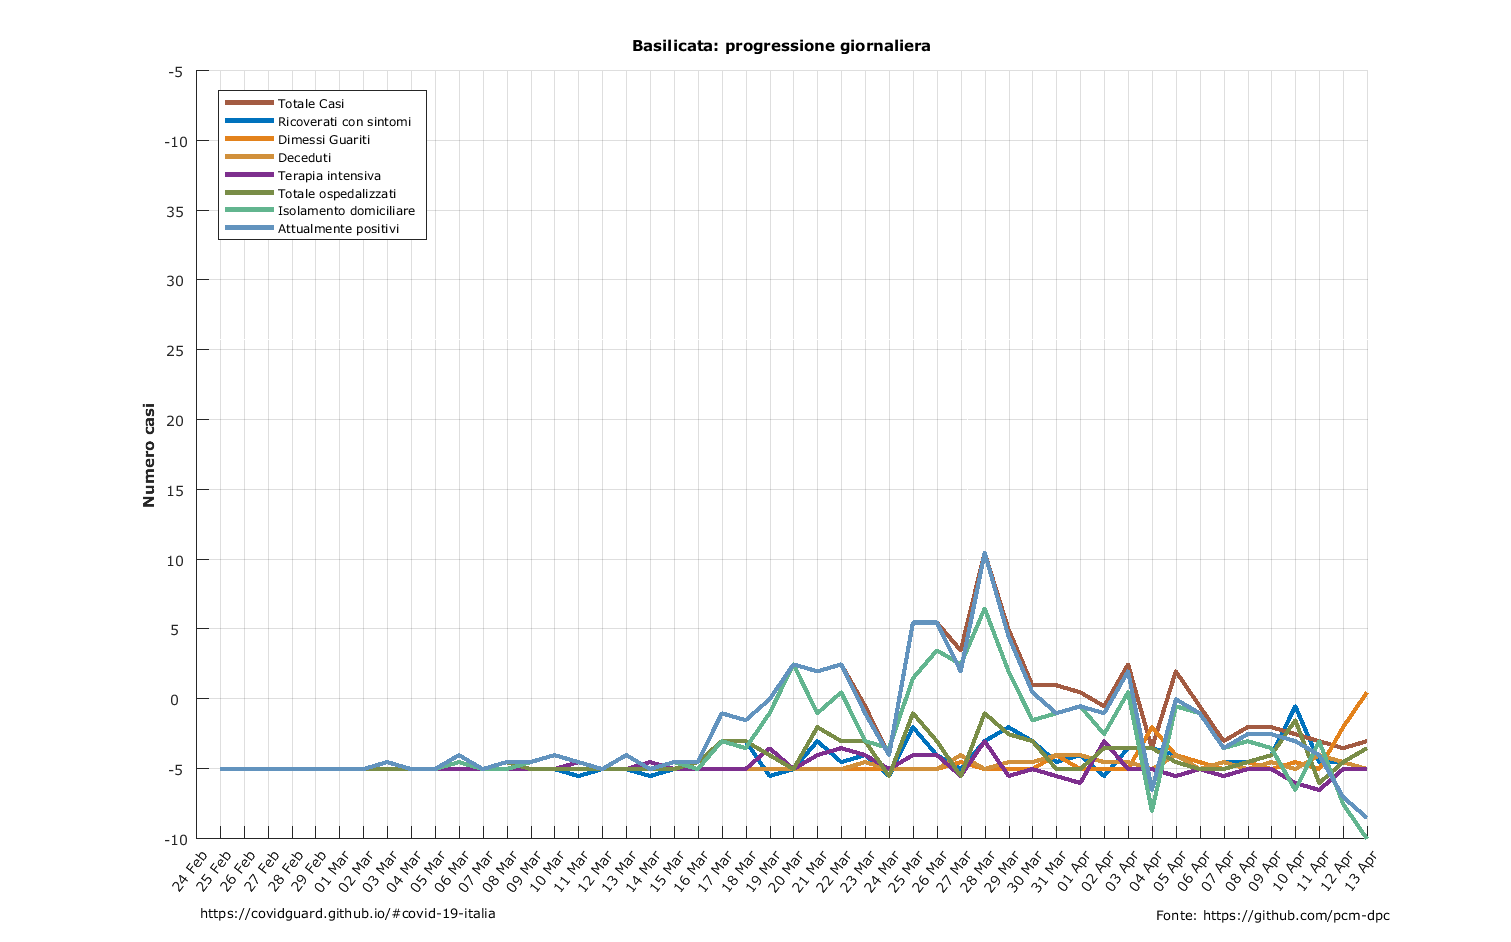 Basilicata: progressione giornaliera
-5
-10
35
30
25
20
15
10
5
0
-5
-10
Numero casi
Totale Casi
Ricoverati con sintomi
Dimessi Guariti
Deceduti
Terapia intensiva
Totale ospedalizzati
Isolamento domiciliare
Attualmente positivi
24 Feb
25 Feb
26 Feb
27 Feb
28 Feb
29 Feb
01 Mar
02 Mar
03 Mar
04 Mar
05 Mar
06 Mar
07 Mar
08 Mar
09 Mar
10 Mar
11 Mar
12 Mar
13 Mar
14 Mar
15 Mar
16 Mar
17 Mar
18 Mar
19 Mar
20 Mar
21 Mar
22 Mar
23 Mar
24 Mar
25 Mar
26 Mar
27 Mar
28 Mar
29 Mar
30 Mar
31 Mar
01 Apr
02 Apr
03 Apr
04 Apr
05 Apr
06 Apr
07 Apr
08 Apr
09 Apr
10 Apr
11 Apr
12 Apr
13 Apr
https://covidguard.github.io/#covid-19-italia
Fonte: https://github.com/pcm-dpc